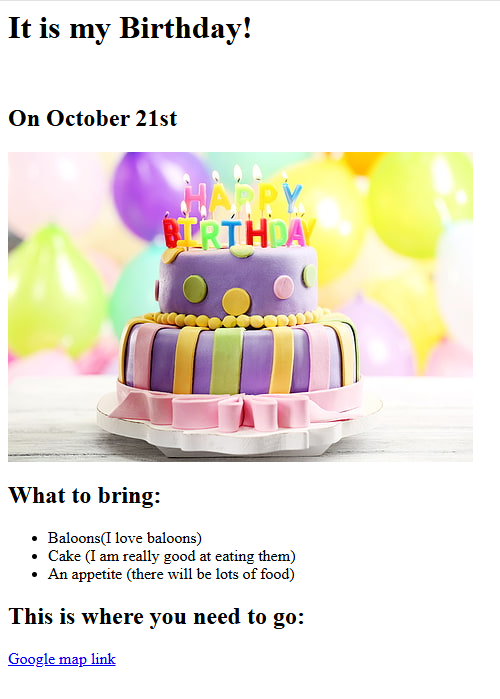 It is my Birthday!
On October 21st
HAPPY
BIRTHDAY
What to bring:
Baloons(I love baloons)
Cake (I am really good at eating them)
An appetite (there will be lots of food)
This is where you need to go:
Google map link